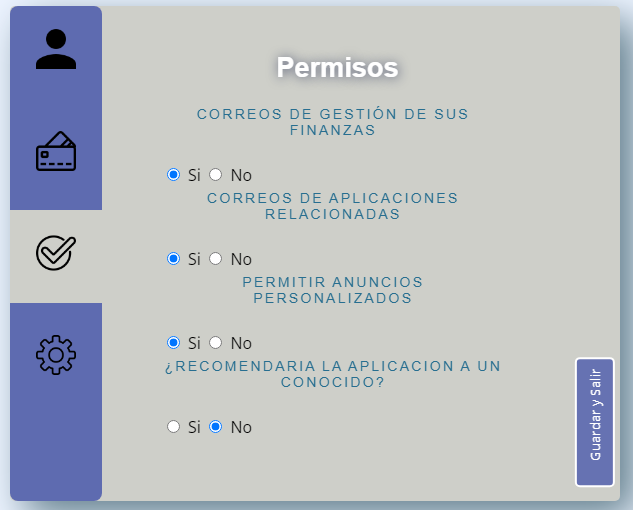 Permisos
CORREOS DE GESTIÓN DE SUS
FINANZAS
Si No
CORREOS DE APLICACIONES
RELACIONADAS
Si No
PERMITIR ANUNCIOS
PERSONALIZADOS
Si No
¿RECOMENDARIA LA APLICACION A UN
CONOCIDO?
Si No
Guardar y Salir